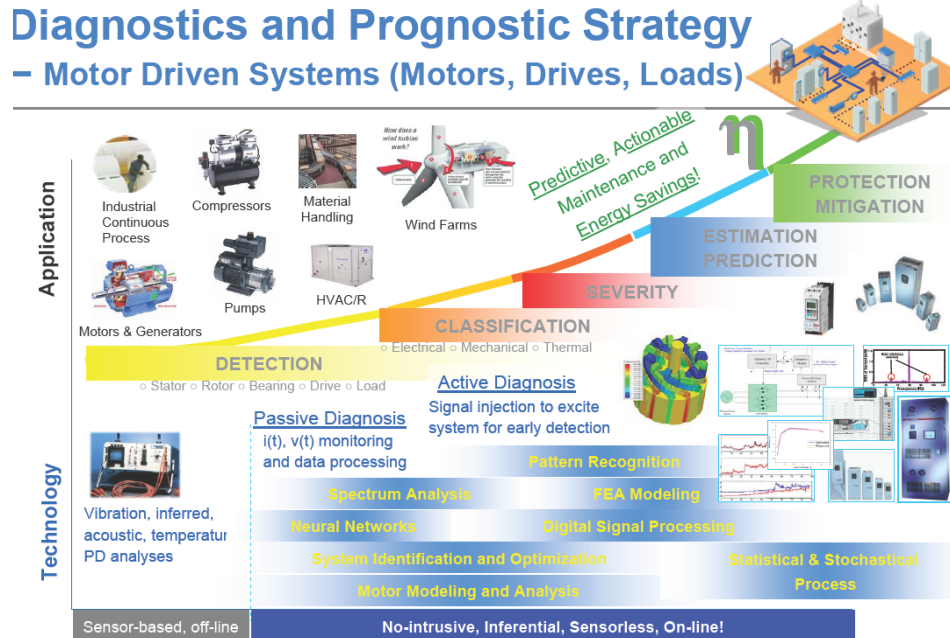 Diagnostics and Prognostic Strategy
– Motor Driven Systems (Motors, Drives, Loads)
How does a
wind turbine
work?
η
Predictive, Actionable
Maintenance and
Energy Savings!
Application
Industrial
Continuous
Process
Compressors
Material
Handling
Wind Farms
Motors & Generators
Pumps
HVAC/R
PROTECTION
MITIGATION
ESTIMATION
PREDICTION
SEVERITY
CLASSIFICATION
○ Electrical ○ Mechanical ○ Thermal
DETECTION
○ Stator ○ Rotor ○ Bearing ○ Drive ○ Load
Technology
Passive Diagnosis
i(t), v(t) monitoring
and data processing
Active Diagnosis
Signal injection to excite
system for early detection
Vibration, inferred,
acoustic, temperatur
PD analyses
Pattern Recognition
Spectrum Analysis
FEA Modeling
Neural Networks
Digital Signal Processing
System Identification and Optimization
Statistical & Stochastical
Process
Motor Modeling and Analysis
Sensor-based, off-line
No-intrusive, Inferential, Sensorless, On-line!